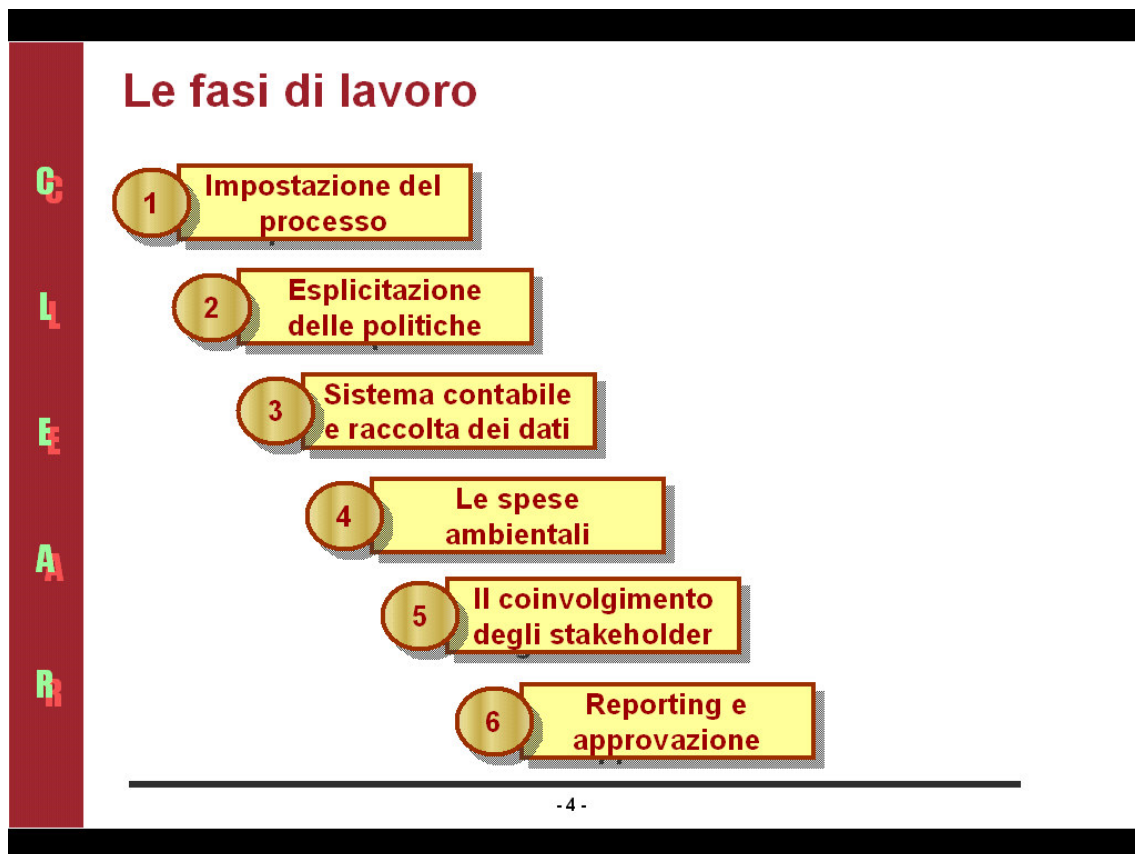 Le fasi di lavoro
C
L
E
A
R
1
Impostazione del
processo
2
Esplicitazione
delle politiche
3
Sistema contabile
e raccolta dei dati
4
Le spese
ambientali
5
Il coinvolgimento
degli stakeholder
6
Reporting e
approvazione
- 4 -